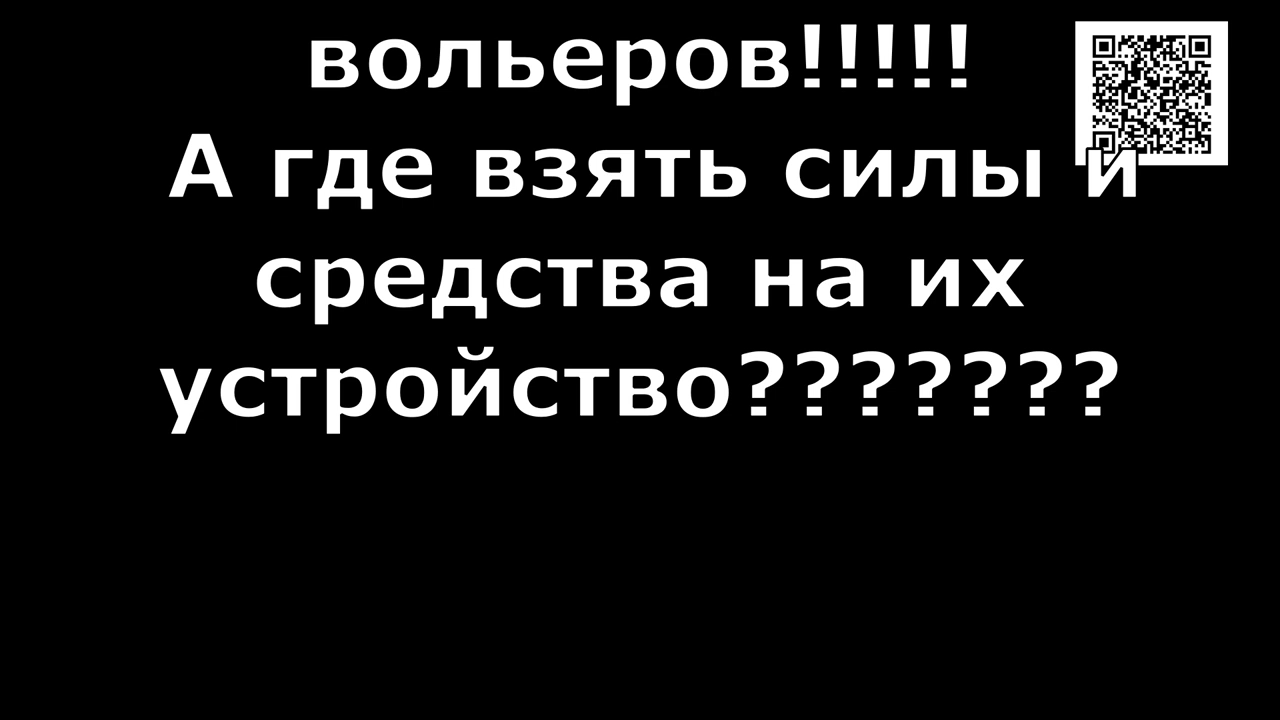 вольеров!!!!!
А где взять силы и
средства на их
устройство???????